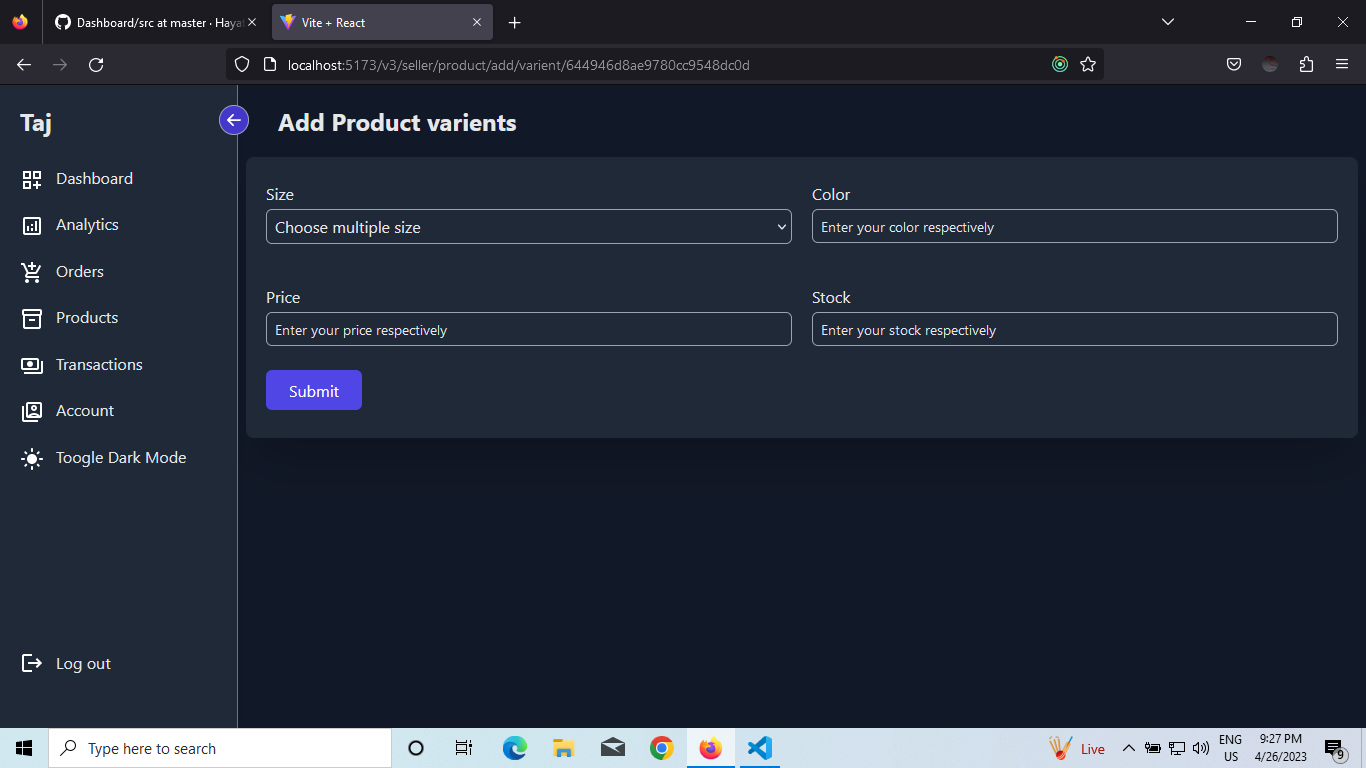 Dashboard/src at master · Haya
Vite + React
localhost:5173/v3/seller/product/add/varient/644946d8ae9780cc9548dc0d
Taj
Add Product varients
Dashboard
Analytics
Orders
Products
Transactions
Account
Toogle Dark Mode
Log out
Size
Color
Choose multiple size
Enter your color respectively
Price
Stock
Enter your price respectively
Enter your stock respectively
Submit
Type here to search
Live
ENG
US
9:27 PM
4/26/2023
9